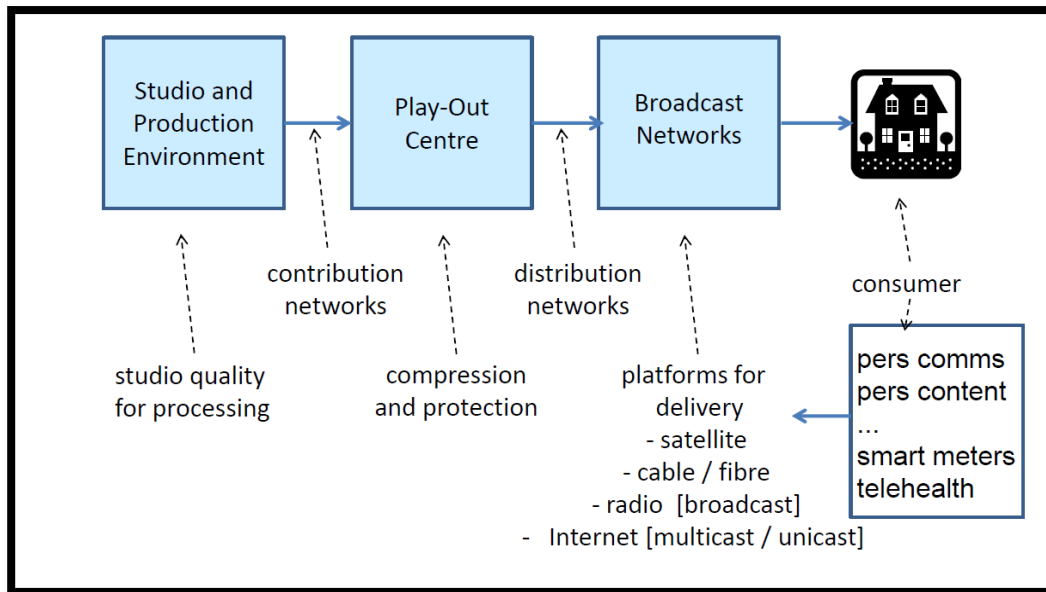 Studio and
Production
Environment
Play-Out
Centre
Broadcast
Networks
contribution
networks
distribution
networks
consumer
studio quality
for processing
compression
and protection
platforms for
delivery
- satellite
- cable / fibre
- radio [broadcast]
- Internet [multicast / unicast]
pers comms
pers content
...
smart meters
telehealth